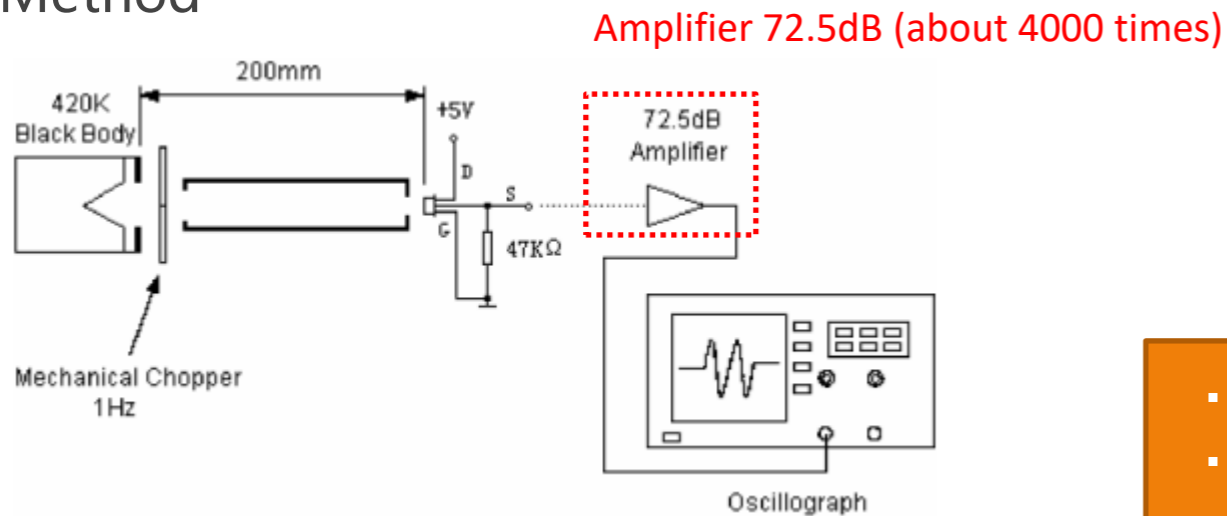 Method
Amplifier 72.5dB (about 4000 times)
200mm
420K
Black Body
+5V
D
S
G
47KΩ
72.5dB
Amplifier
Mechanical Chopper
1Hz
Oscillograph